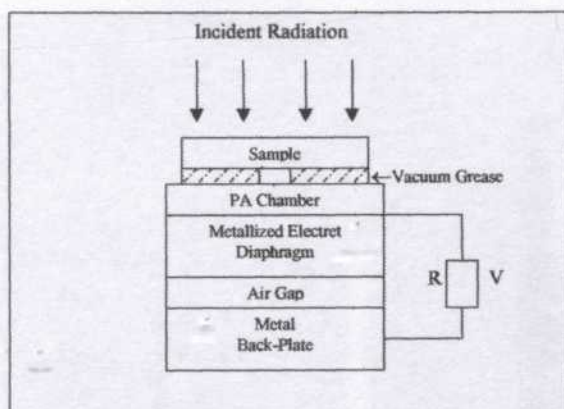 Incident Radiation
Sample
←Vacuum Grease
PA Chamber
Metallized Electret
Diaphragm
Air Gap
R V
Metal
Back-Plate